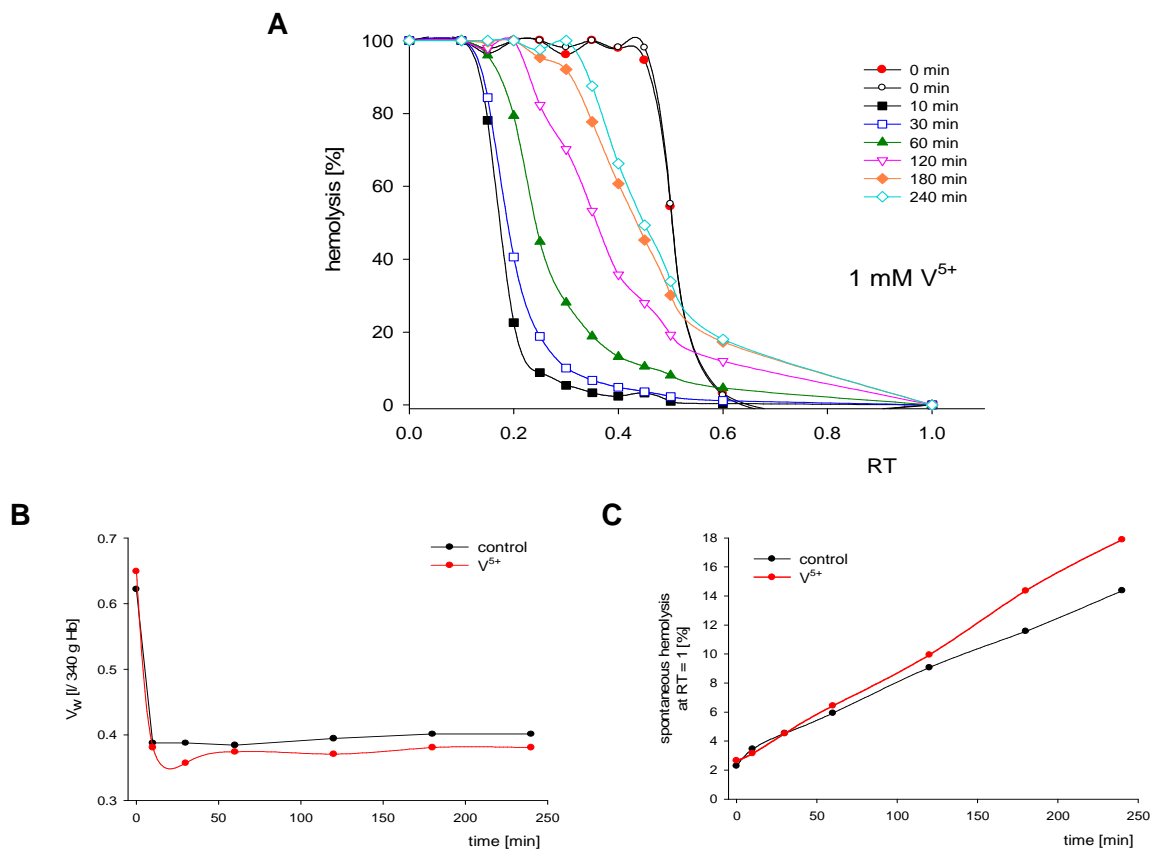 A
hemolysis [%]
100
80
60
40
20
0
0.0 0.2 0.4 0.6 0.8 1.0
RT
0 min
0 min
10 min
30 min
60 min
120 min
180 min
240 min
1 mM V⁵⁺
B
V_W [l/ 340 g Hb]
0.7
0.6
0.5
0.4
0.3
0 50 100 150 200 250
time [min]
control
V⁵⁺
C
spontaneous hemolysis
at RT = 1 [%]
18
16
14
12
10
8
6
4
2
0
0 50 100 150 200 250
time [min]
control
V⁵⁺